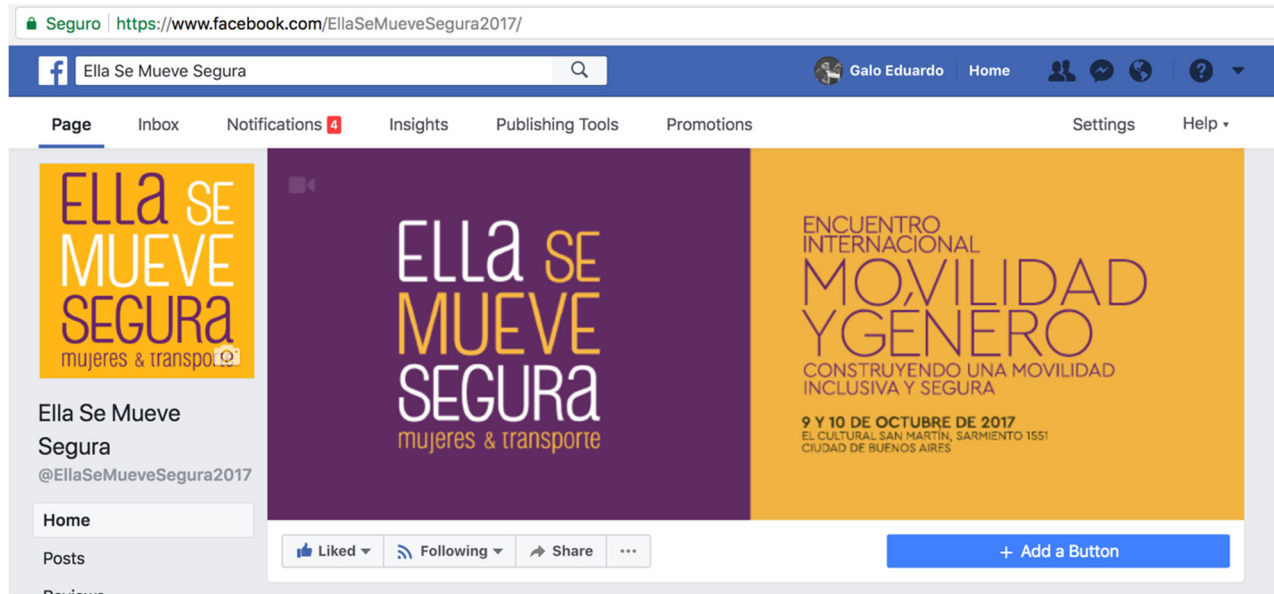 Seguro https://www.facebook.com/EllaSeMueveSegura2017/
f Ella Se Mueve Segura Galo Eduardo Home ?
Page Inbox Notifications 4 Insights Publishing Tools Promotions Settings Help
ELLa SE
MUEVE
SEGURa
mujeres & transporte
Ella Se Mueve
Segura
@EllaSeMueveSegura2017
Home
Posts
Reviews
ELLa SE
MUEVE
SEGURa
mujeres & transporte
ENCUENTRO
INTERNACIONAL
MOVILIDAD
Y GÉNERO
CONSTRUYENDO UNA MOVILIDAD
INCLUSIVA Y SEGURA
9 Y 10 DE OCTUBRE DE 2017
EL CULTURAL SAN MARTÍN, SARMIENTO 1551
CIUDAD DE BUENOS AIRES
Liked Following Share ... + Add a Button